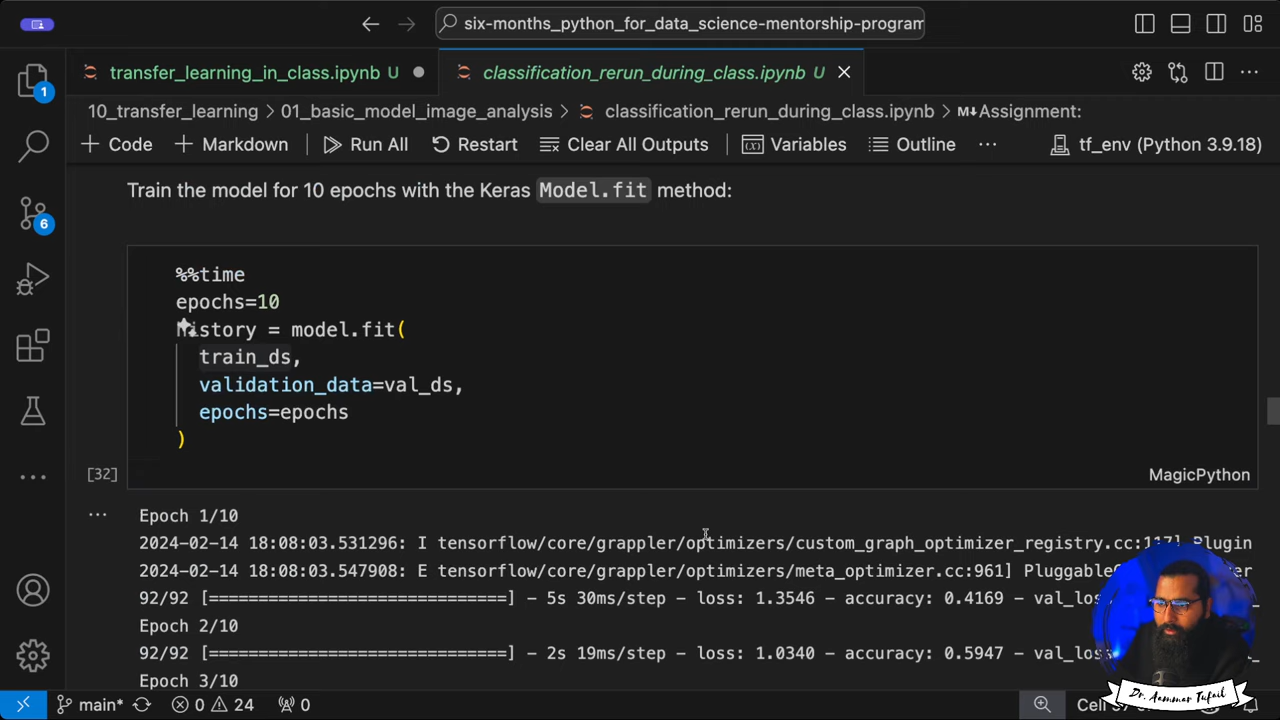 six-months_python_for_data_science-mentorship-program
transfer_learning_in_class.ipynb U
classification_rerun_during_class.ipynb U
10_transfer_learning > 01_basic_model_image_analysis > classification_rerun_during_class.ipynb > Assignment:
Code Markdown Run All Restart Clear All Outputs Variables Outline ... tf_env (Python 3.9.18)
Train the model for 10 epochs with the Keras Model.fit method:
%%time
epochs=10
history = model.fit(
train_ds,
validation_data=val_ds,
epochs=epochs
)
[32]
MagicPython
Epoch 1/10
2024-02-14 18:08:03.531296: I tensorflow/core/grappler/optimizers/custom_graph_optimizer_registry.cc:117] Plugin
2024-02-14 18:08:03.547908: E tensorflow/core/grappler/optimizers/meta_optimizer.cc:961]
92/92 [==============================] - 5s 30ms/step - loss: 1.3546 - accuracy: 0.4169
Epoch 2/10
92/92 [==============================] - 2s 19ms/step - loss: 1.0340 - accuracy: 0.5947
Epoch 3/10
1
6
main* 0 24 0
Dr. Aammar Tufail